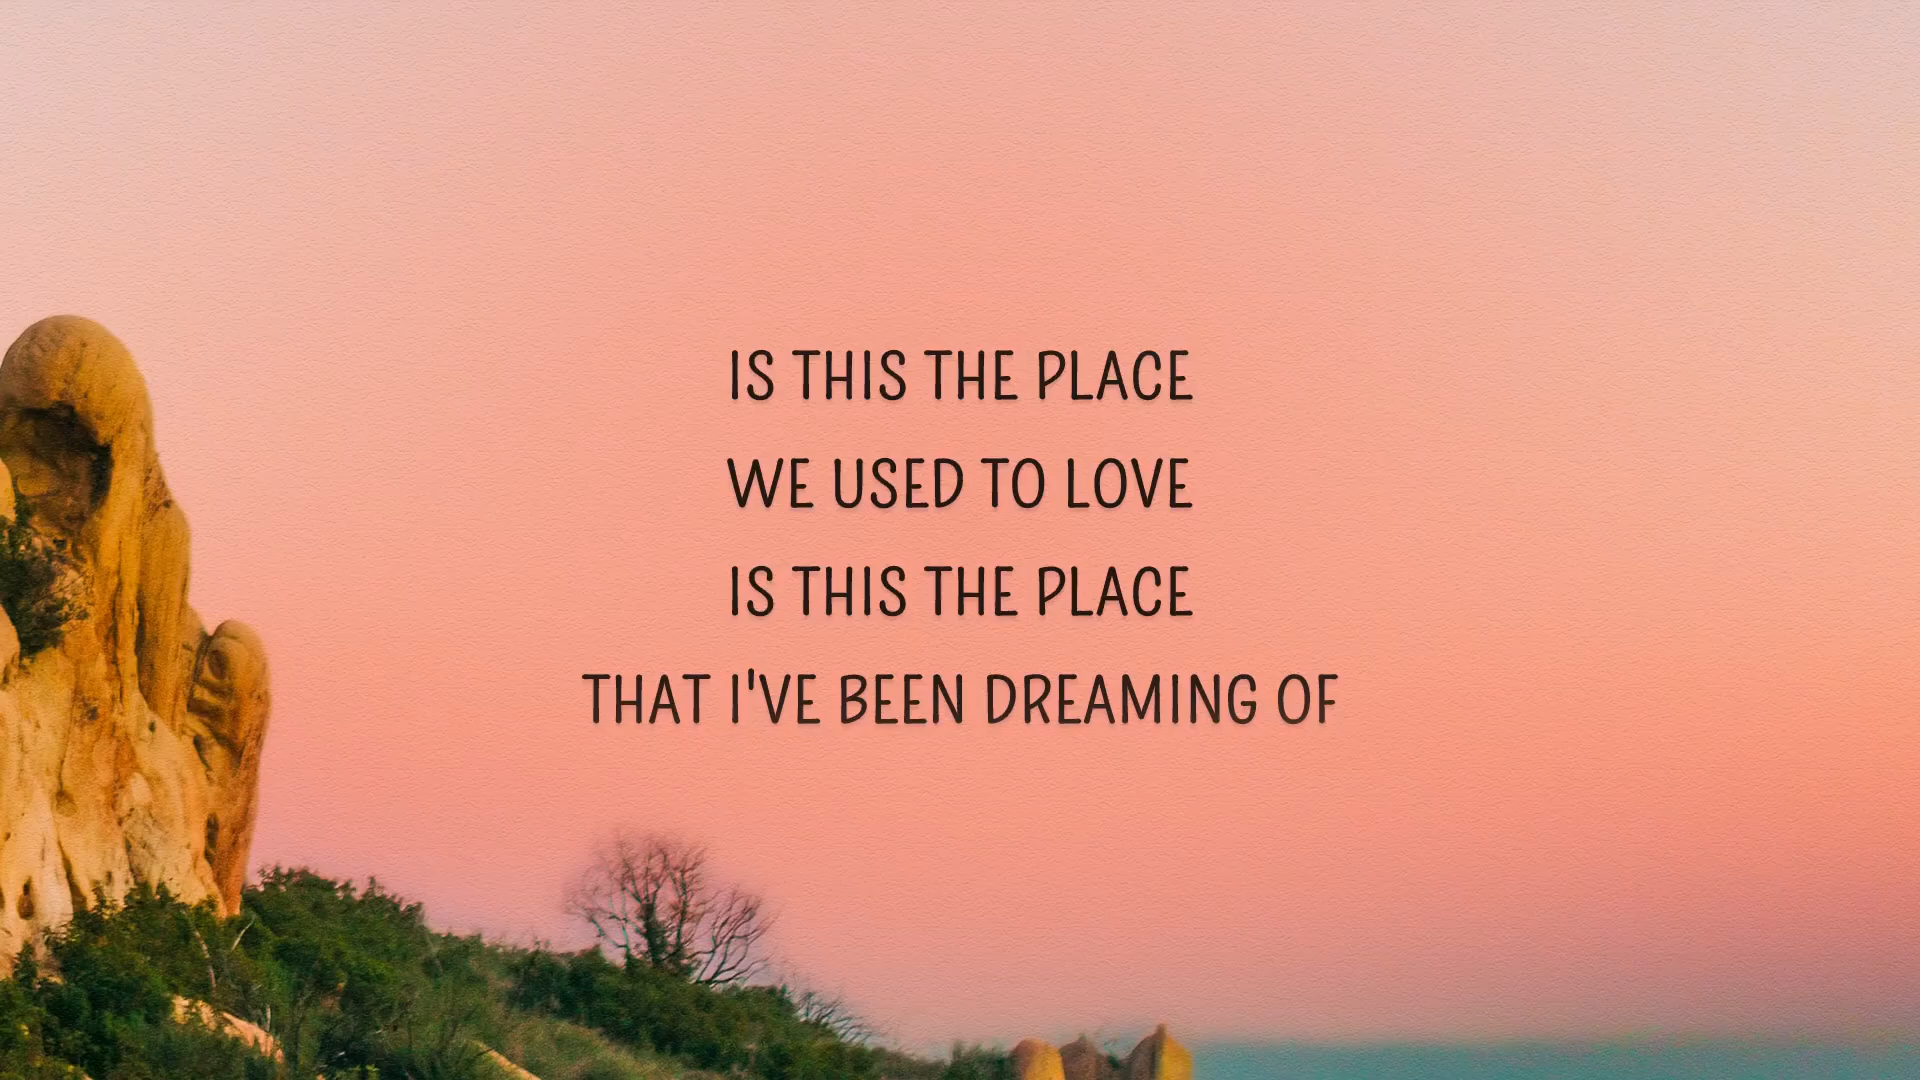 IS THIS THE PLACE
WE USED TO LOVE
IS THIS THE PLACE
THAT I'VE BEEN DREAMING OF